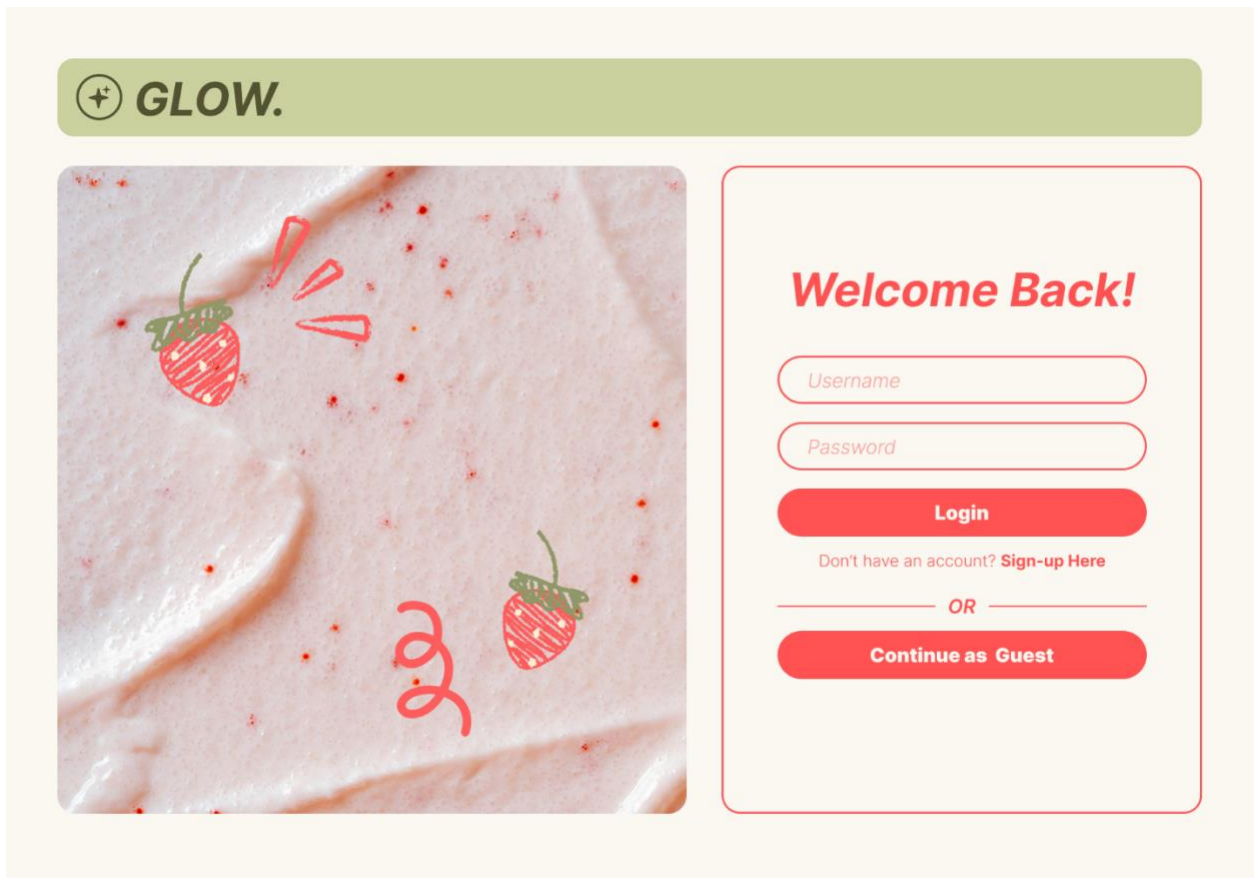 GLOW.
Welcome Back!
Username
Password
Login
Don't have an account? Sign-up Here
OR
Continue as Guest